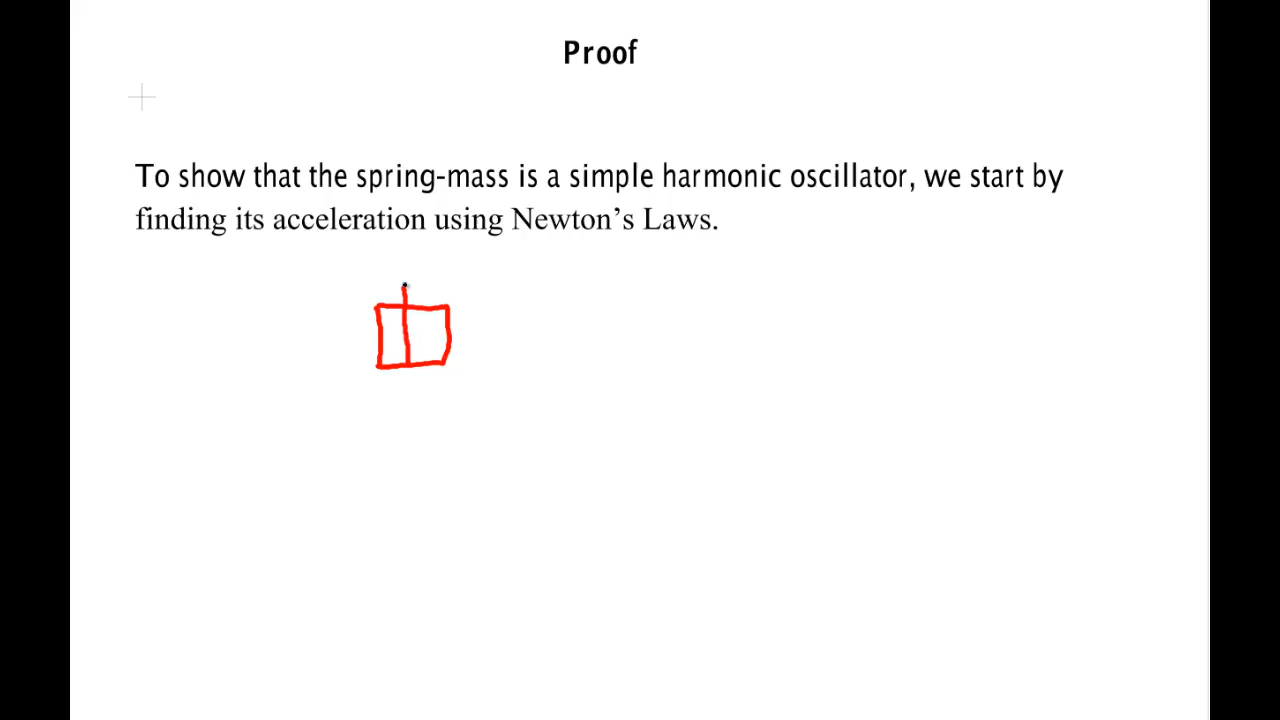 Proof
To show that the spring-mass is a simple harmonic oscillator, we start by
finding its acceleration using Newton’s Laws.